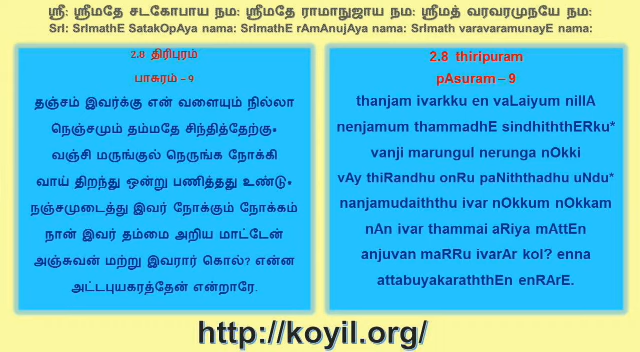 ஸ்ரீ: ஸ்ரீமதே சடகோபாய நம: ஸ்ரீமதே ராமாநுஜாய நம: ஸ்ரீமத் வரவரமுநயே நம:
SrI: SrImathE SatakOpAya nama: SrImathE rAmAnujAya nama: SrImath varavaramunayE nama:
2.8 திரிபுரம்
பாசுரம் – 9
தஞ்சம் இவர்க்கு என் வளையும் நில்லா
நெஞ்சமும் தம்மதே சிந்தித்தேற்கு*
வஞ்சி மருங்குல் நெருங்க நோக்கி
வாய் திறந்து ஒன்று பணித்தது உண்டு*
நஞ்சமுடைத்து இவர் நோக்கும் நோக்கம்
நான் இவர் தம்மை அறிய மாட்டேன்
அஞ்சுவன் மற்று இவரார் கொல்? என்ன
அட்டபுயகரத்தேன் என்றாரே.
2.8 thiripuram
pAsuram – 9
thanjam ivarkku en vaLaiyum nillA
nenjamum thammadhE sindhiththERku*
vanji marungul nerunga nOkki
vAy thiRandhu onRu paNiththadhu uNdu*
nanjamudaiththu ivar nOkkum nOkkam
nAn ivar thammai aRiya mAttEn
anjuvan maRRu ivarAr kol? enna
attabuyakaraththEn enRArE.
http://koyil.org/